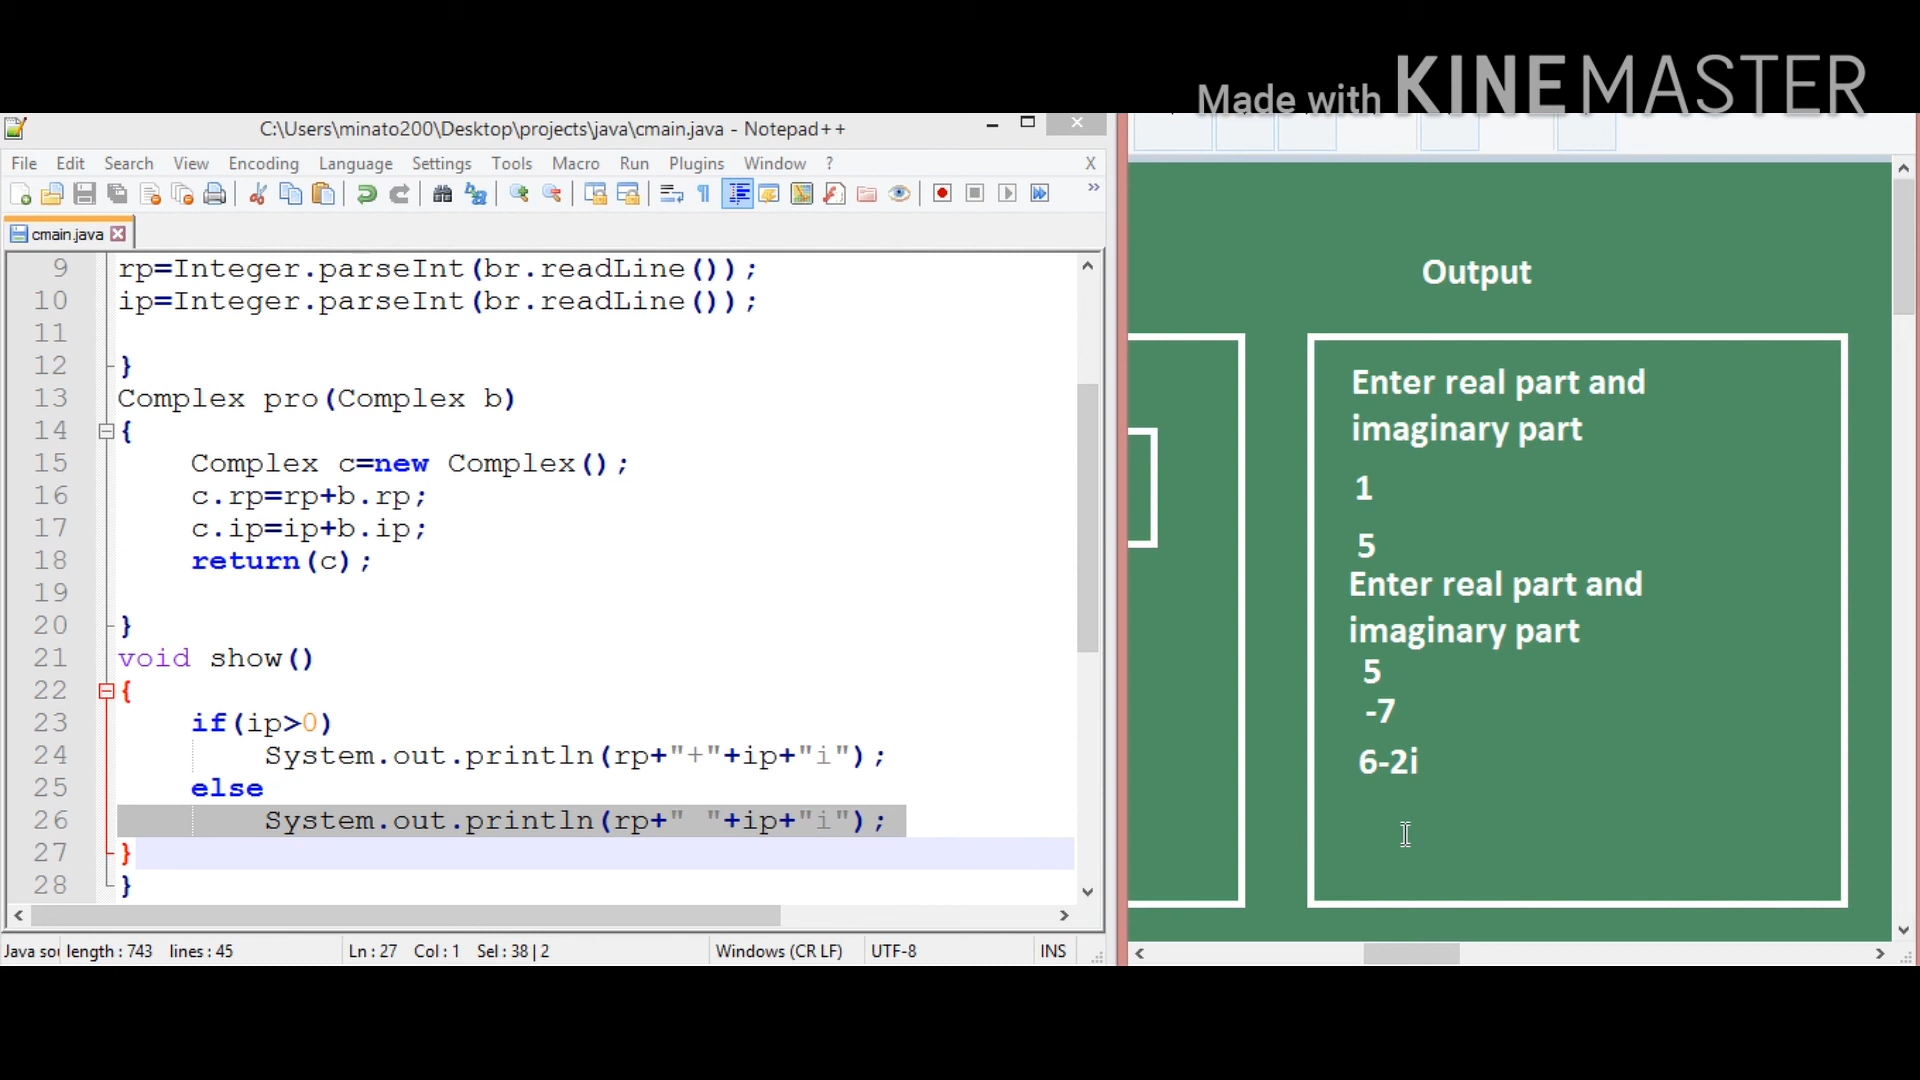 Made with KINEMASTER
C:\Users\minato200\Desktop\projects\java\cmain.java - Notepad++
File Edit Search View Encoding Language Settings Tools Macro Run Plugins Window ? X
cmain.java
9 rp=Integer.parseInt(br.readLine());
10 ip=Integer.parseInt(br.readLine());
11
12 }
13 Complex pro(Complex b)
14 {
15 Complex c=new Complex();
16 c.rp=rp+b.rp;
17 c.ip=ip+b.ip;
18 return(c);
19
20 }
21 void show()
22 {
23 if(ip>0)
24 System.out.println(rp+"+"+ip+"i");
25 else
26 System.out.println(rp+" "+ip+"i");
27 }
28 }
Java sou length : 743 lines : 45 Ln : 27 Col : 1 Sel : 38 | 2 Windows (CR LF) UTF-8 INS
Output
Enter real part and
imaginary part
1
5
Enter real part and
imaginary part
5
-7
6-2i